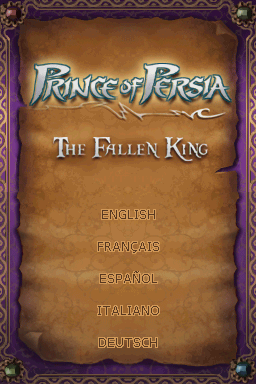 PRINCE OF PERSIA
THE FALLEN KING
ENGLISH
FRANÇAIS
ESPAÑOL
ITALIANO
DEUTSCH